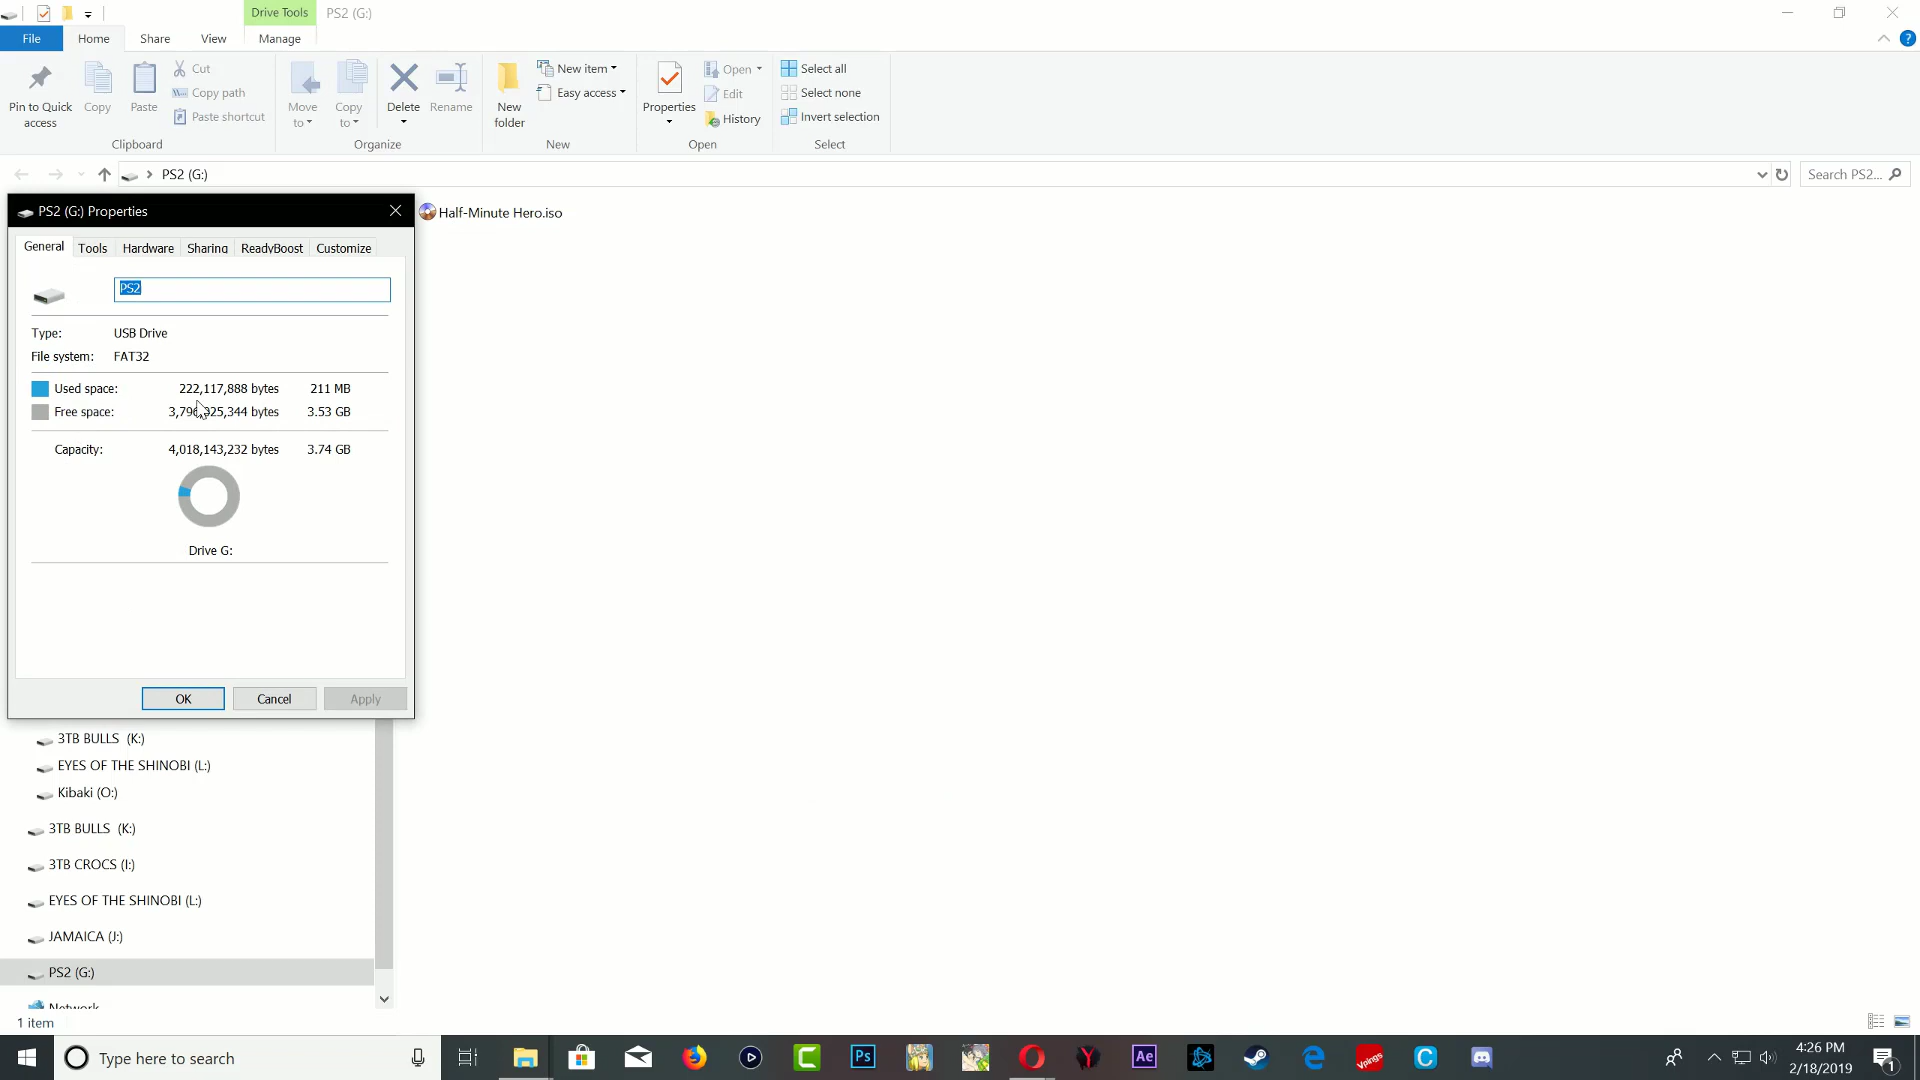 Drive Tools
PS2 (G:)
File
Home
Share
View
Manage
Pin to Quick access
Copy
Paste
Cut
Copy path
Paste shortcut
Clipboard
Move to
Copy to
Delete
Rename
Organize
New folder
New item
Easy access
New
Properties
Open
Edit
History
Open
Select all
Select none
Invert selection
Select
PS2 (G:)
Search PS2...
PS2 (G:) Properties
Half-Minute Hero.iso
General
Tools
Hardware
Sharing
ReadyBoost
Customize
PS2
Type: USB Drive
File system: FAT32
Used space: 222,117,888 bytes 211 MB
Free space: bytes 3.53 GB
Capacity: 4,018,143,232 bytes 3.74 GB
Drive G:
OK
Cancel
Apply
3TB BULLS (K:)
EYES OF THE SHINOBI (L:)
Kibaki (O:)
3TB BULLS (K:)
3TB CROCS (I:)
EYES OF THE SHINOBI (L:)
JAMAICA (J:)
PS2 (G:)
Network
1 item
Type here to search
Ps
Ae
Vpings
C
4:26 PM
2/18/2019
1